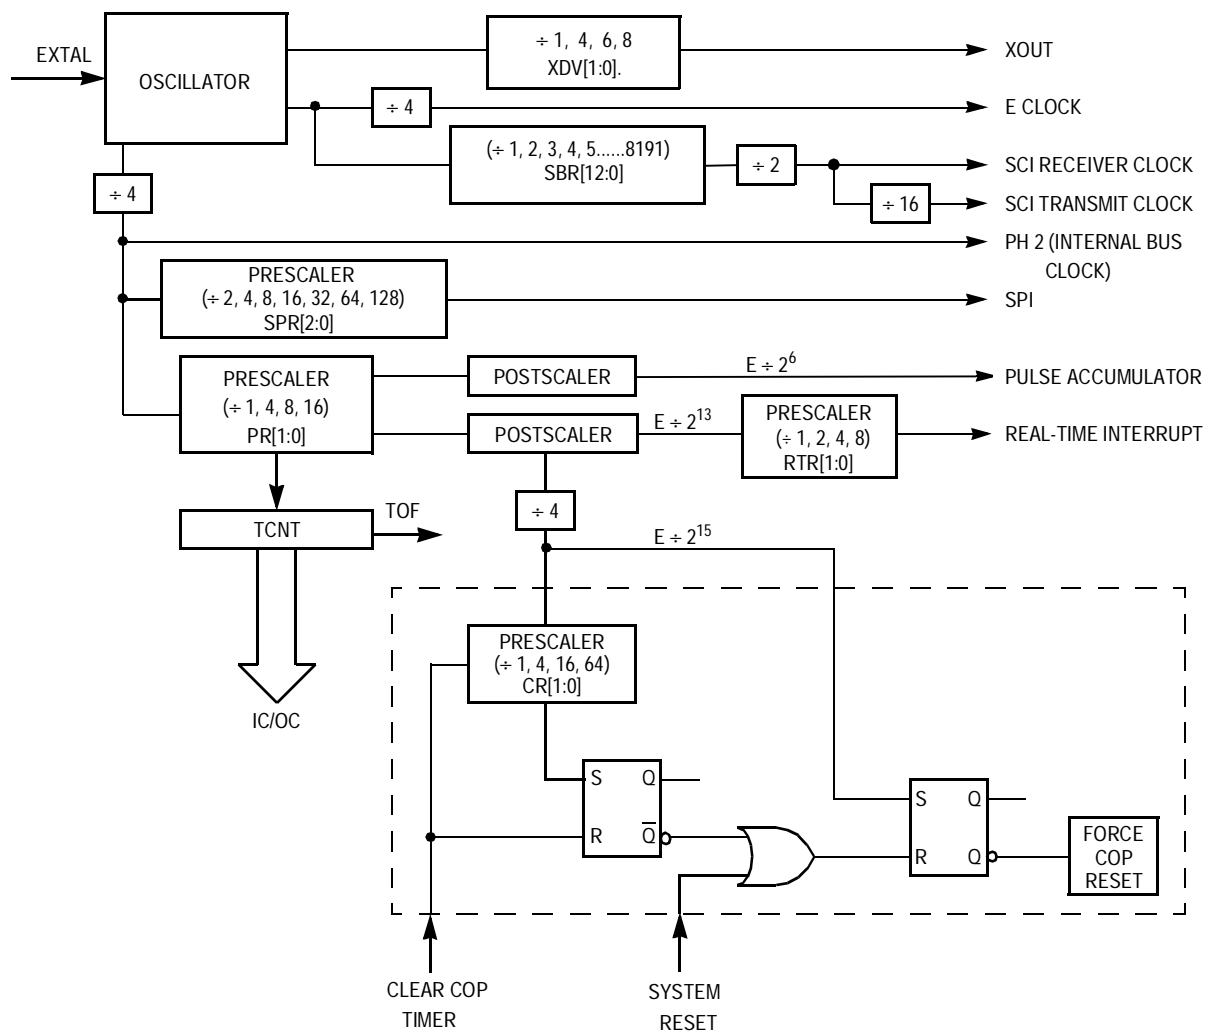 EXTAL
OSCILLATOR
÷ 1, 4, 6, 8
XDV[1:0].
XOUT
÷ 4
E CLOCK
(÷ 1, 2, 3, 4, 5......8191)
SBR[12:0]
÷ 2
SCI RECEIVER CLOCK
÷ 4
÷ 16
SCI TRANSMIT CLOCK
PH 2 (INTERNAL BUS
CLOCK)
PRESCALER
(÷ 2, 4, 8, 16, 32, 64, 128)
SPR[2:0]
SPI
PRESCALER
(÷ 1, 4, 8, 16)
PR[1:0]
POSTSCALER
E ÷ 2⁶
PULSE ACCUMULATOR
POSTSCALER
E ÷ 2¹³
PRESCALER
(÷ 1, 2, 4, 8)
RTR[1:0]
REAL-TIME INTERRUPT
÷ 4
TCNT
TOF
E ÷ 2¹⁵
IC/OC
PRESCALER
(÷ 1, 4, 16, 64)
CR[1:0]
S Q
R Q̅
S Q
R Q
FORCE
COP
RESET
CLEAR COP
TIMER
SYSTEM
RESET